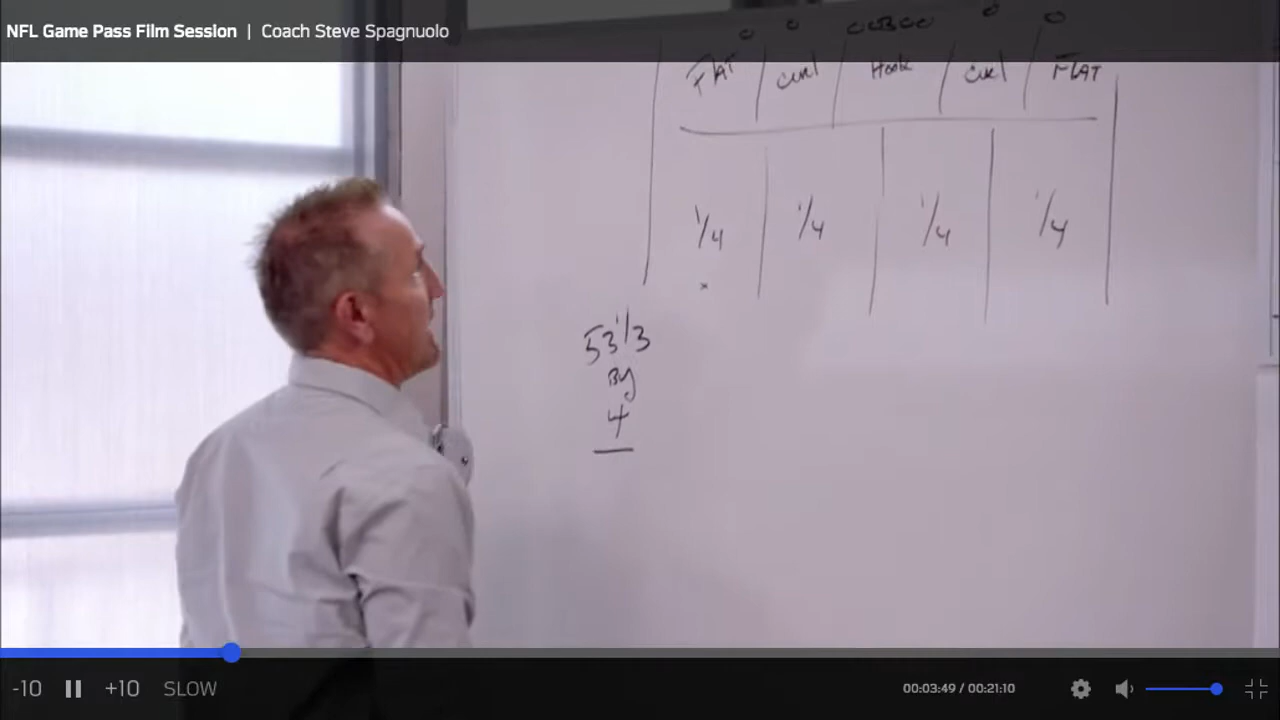 NFL Game Pass Film Session | Coach Steve Spagnuolo
FLAT curl Hook curl FLAT
1/4 1/4 1/4 1/4
53 1/3
By
4
-10 +10 SLOW 00:03:49 / 00:21:10